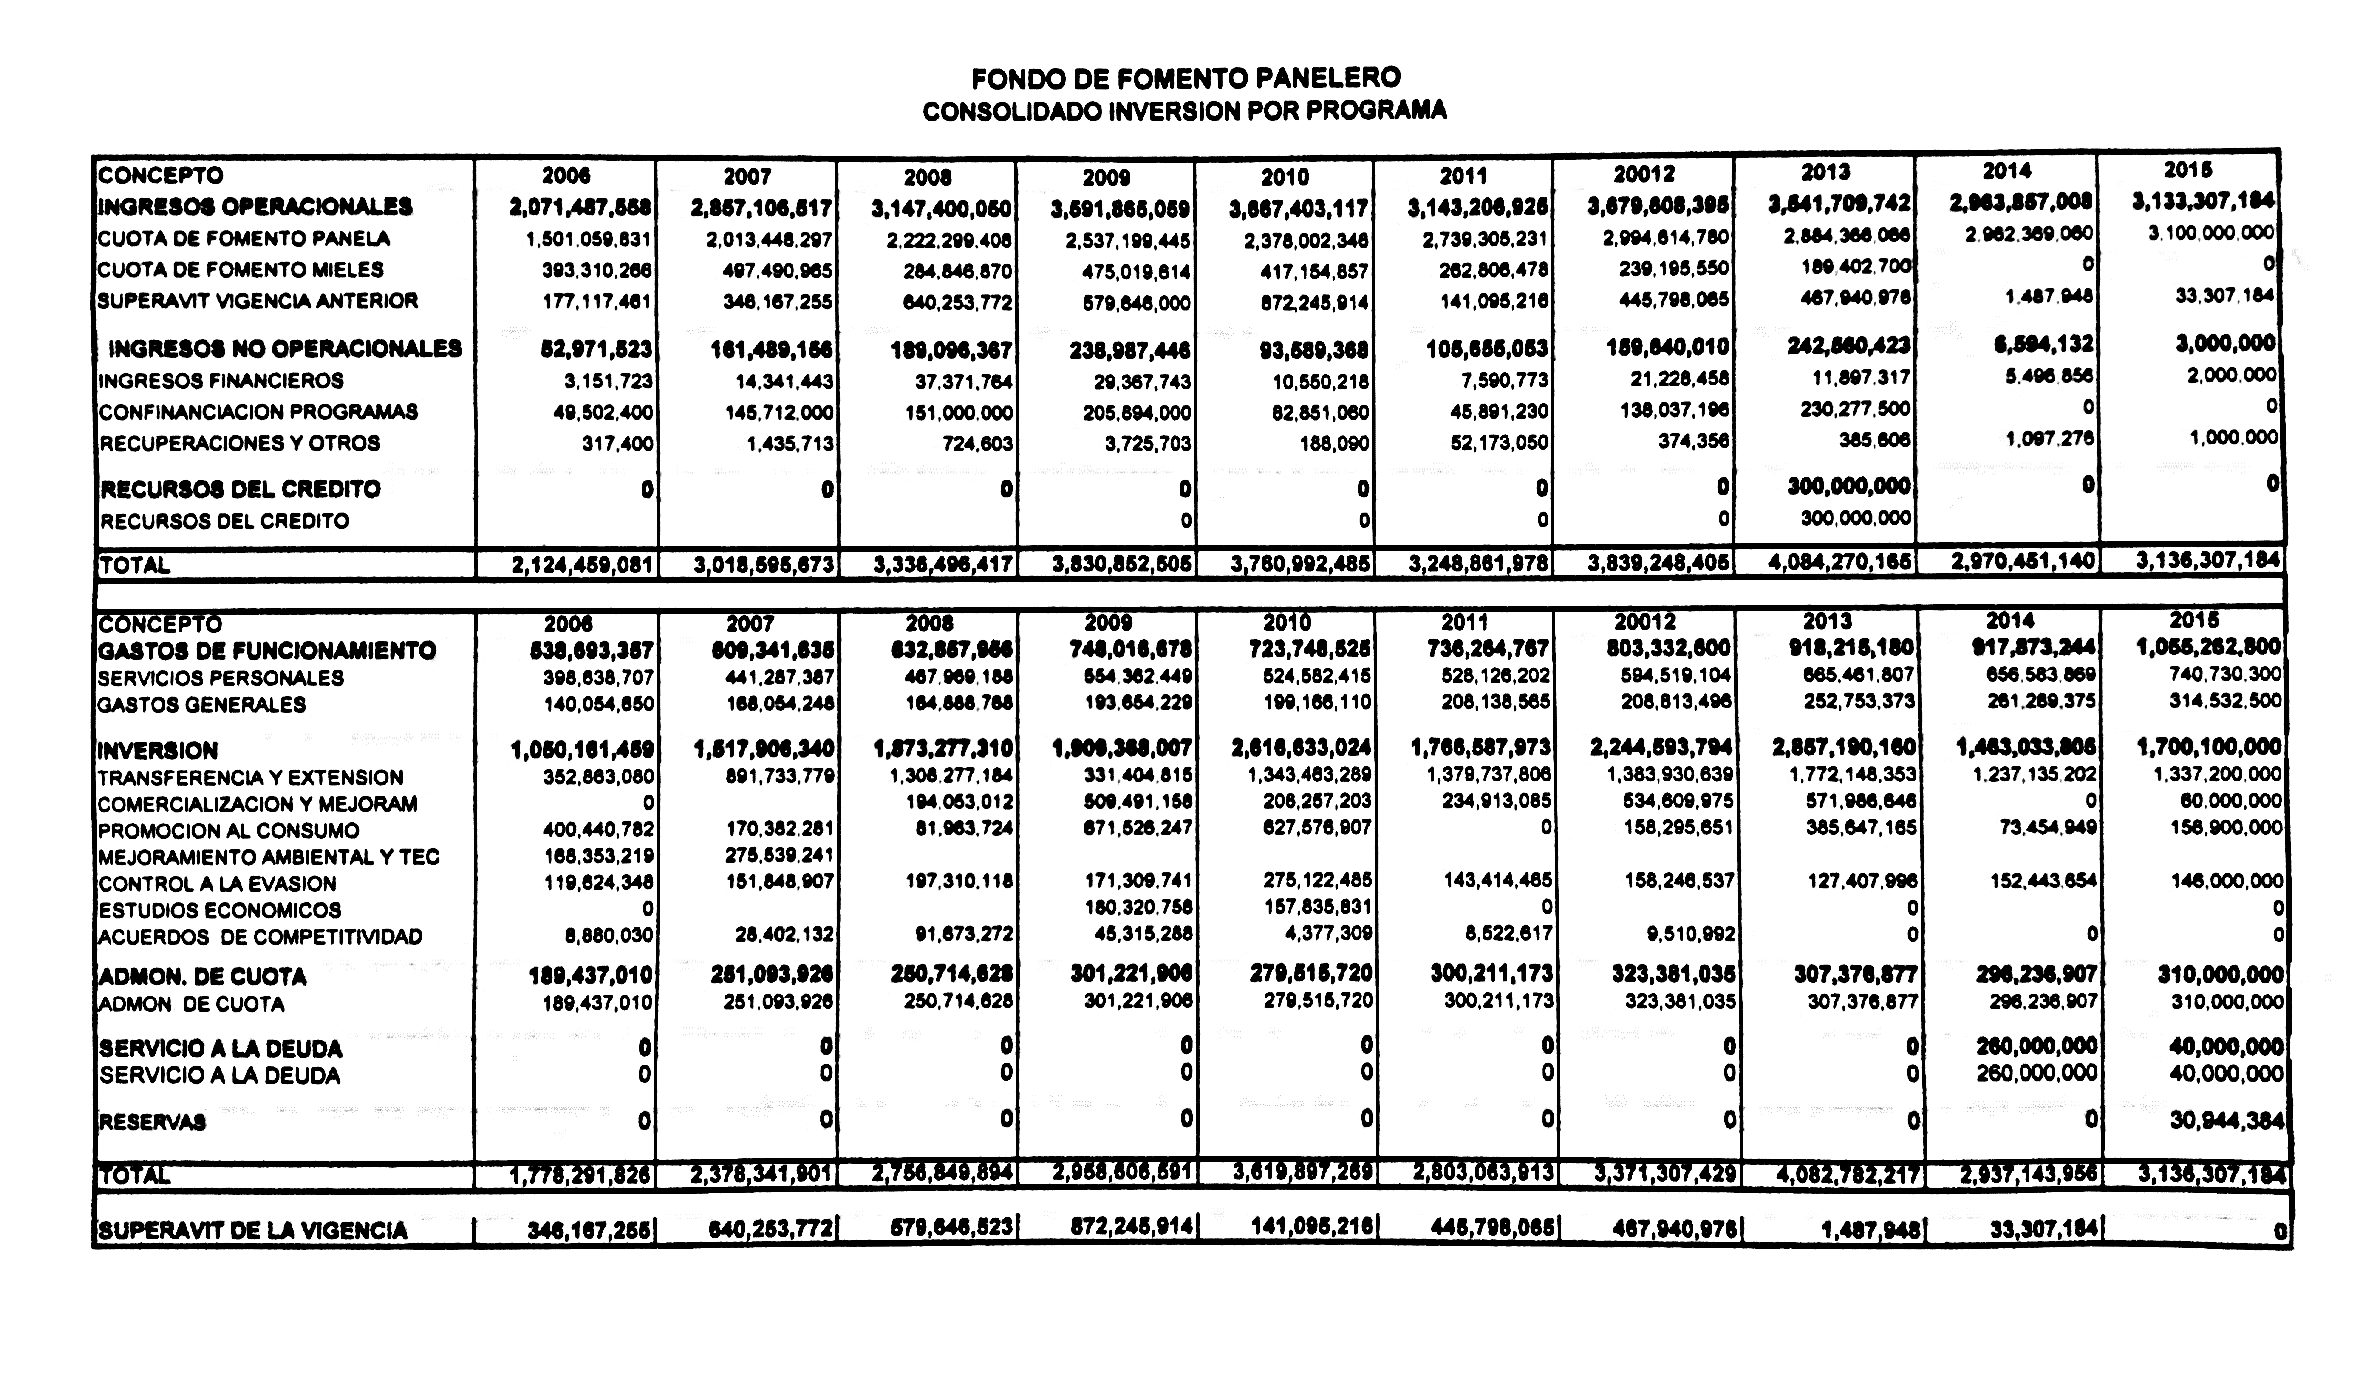 FONDO DE FOMENTO PANELERO
CONSOLIDADO INVERSION POR PROGRAMA
CONCEPTO 2006 2007 2008 2009 2010 2011 20012 2013 2014 2015
INGRESOS OPERACIONALES 2,071,487,558 2,857,106,517 3,147,400,050 3,591,865,059 3,667,403,117 3,143,206,925 3,679,608,395 3,541,709,742 2,963,857,008 3,133,307,184
CUOTA DE FOMENTO PANELA 1,501,059,831 2,013,448,297 2,222,299,408 2,537,199,445 2,378,002,346 2,739,305,231 2,994,614,780 2,884,366,066 2,962,369,060 3,100,000,000
CUOTA DE FOMENTO MIELES 393,310,266 497,490,965 284,846,870 475,019,614 417,154,857 262,806,478 239,195,550 189,402,700 0 0
SUPERAVIT VIGENCIA ANTERIOR 177,117,461 346,167,255 640,253,772 579,646,000 872,245,914 141,095,216 445,798,065 467,940,976 1,487,948 33,307,184
INGRESOS NO OPERACIONALES 52,971,523 161,489,156 189,096,367 238,987,446 93,589,368 105,655,053 159,640,010 242,560,423 6,594,132 3,000,000
INGRESOS FINANCIEROS 3,151,723 14,341,443 37,371,764 29,367,743 10,550,218 7,590,773 21,228,458 11,897,317 5,496,856 2,000,000
CONFINANCIACION PROGRAMAS 49,502,400 145,712,000 151,000,000 205,894,000 82,851,060 45,891,230 138,037,196 230,277,500 0 0
RECUPERACIONES Y OTROS 317,400 1,435,713 724,603 3,725,703 188,090 52,173,050 374,356 385,606 1,097,276 1,000,000
RECURSOS DEL CREDITO 0 0 0 0 0 0 0 300,000,000 0 0
RECURSOS DEL CREDITO 0 0 0 0 300,000,000
TOTAL 2,124,459,081 3,018,595,673 3,336,496,417 3,830,852,505 3,760,992,485 3,248,861,978 3,839,248,405 4,084,270,165 2,970,451,140 3,136,307,184
CONCEPTO 2006 2007 2008 2009 2010 2011 20012 2013 2014 2015
GASTOS DE FUNCIONAMIENTO 538,693,357 609,341,635 632,857,956 748,016,678 723,748,525 736,264,767 803,332,600 918,215,180 917,873,244 1,055,262,800
SERVICIOS PERSONALES 398,638,707 441,287,387 467,969,188 554,362,449 524,582,415 528,126,202 594,519,104 665,461,807 656,583,869 740,730,300
GASTOS GENERALES 140,054,650 168,054,248 164,888,768 193,654,229 199,166,110 208,138,565 208,813,496 252,753,373 261,289,375 314,532,500
INVERSION 1,050,161,459 1,517,906,340 1,873,277,310 1,909,368,007 2,616,633,024 1,766,587,973 2,244,593,794 2,857,190,160 1,463,033,805 1,700,100,000
TRANSFERENCIA Y EXTENSION 352,863,080 891,733,779 1,308,277,184 331,404,815 1,343,463,289 1,379,737,806 1,383,930,639 1,772,148,353 1,237,135,202 1,337,200,000
COMERCIALIZACION Y MEJORAM 0 194,053,012 509,491,158 208,257,203 234,913,085 534,609,975 571,986,646 0 60,000,000
PROMOCION AL CONSUMO 400,440,782 170,382,281 81,963,724 671,526,247 627,576,907 0 158,295,651 385,647,165 73,454,949 156,900,000
MEJORAMIENTO AMBIENTAL Y TEC 168,353,219 275,539,241
CONTROL A LA EVASION 119,624,348 151,848,907 197,310,118 171,309,741 275,122,485 143,414,465 158,246,537 127,407,996 152,443,654 146,000,000
ESTUDIOS ECONOMICOS 0 180,320,758 157,835,831 0 0 0
ACUERDOS DE COMPETITIVIDAD 8,880,030 28,402,132 91,673,272 45,315,288 4,377,309 8,522,617 9,510,992 0 0 0
ADMON. DE CUOTA 189,437,010 251,093,926 250,714,628 301,221,906 279,515,720 300,211,173 323,381,035 307,376,877 296,236,907 310,000,000
ADMON DE CUOTA 189,437,010 251,093,926 250,714,628 301,221,906 279,515,720 300,211,173 323,381,035 307,376,877 296,236,907 310,000,000
SERVICIO A LA DEUDA 0 0 0 0 0 0 0 0 260,000,000 40,000,000
SERVICIO A LA DEUDA 0 0 0 0 0 0 0 0 260,000,000 40,000,000
RESERVAS 0 0 0 0 0 0 0 0 0 30,944,384
TOTAL 1,778,291,826 2,378,341,901 2,756,849,894 2,958,606,591 3,619,897,269 2,803,063,913 3,371,307,429 4,082,782,217 2,937,143,956 3,136,307,184
SUPERAVIT DE LA VIGENCIA 346,167,255 640,253,772 579,646,523 872,245,914 141,095,216 445,798,065 467,940,976 1,487,948 33,307,184 0